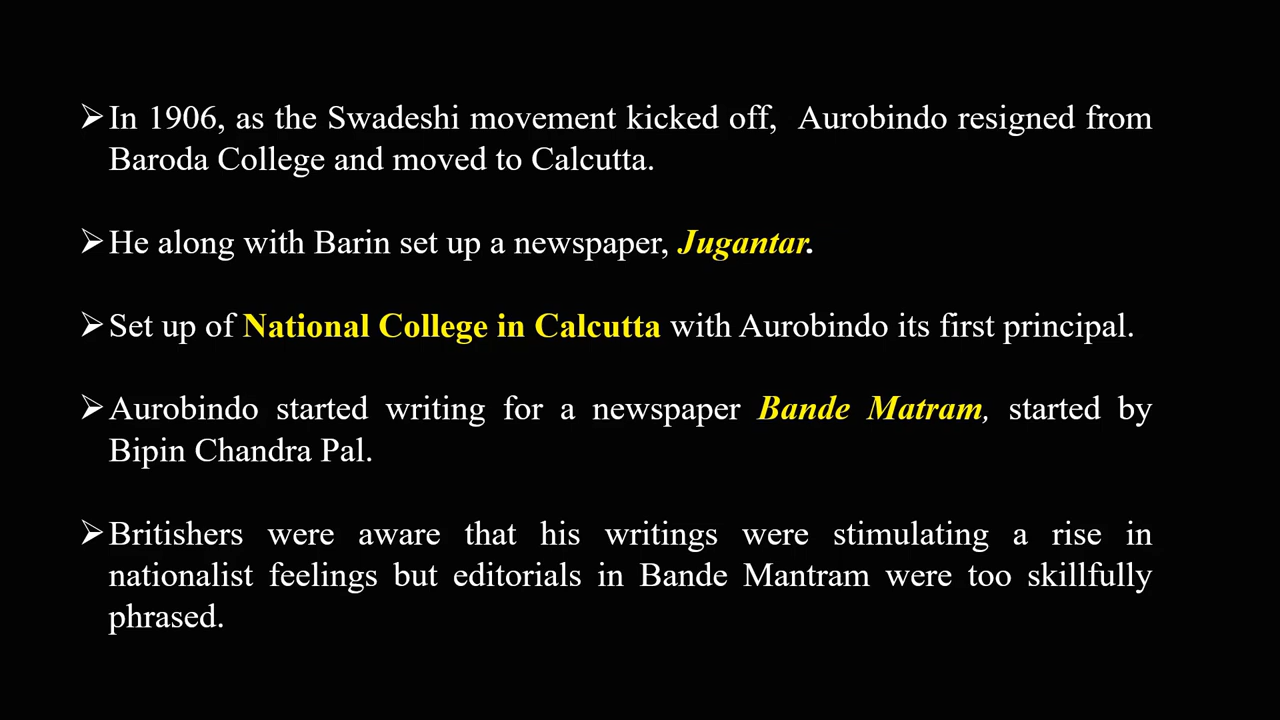 ➢In 1906, as the Swadeshi movement kicked off,  Aurobindo resigned from
Baroda College and moved to Calcutta.
➢He along with Barin set up a newspaper, Jugantar.
➢Set up of National College in Calcutta with Aurobindo its first principal.
➢Aurobindo started writing for a newspaper Bande Matram, started by
Bipin Chandra Pal.
➢Britishers were aware that his writings were stimulating a rise in
nationalist feelings but editorials in Bande Mantram were too skillfully
phrased.